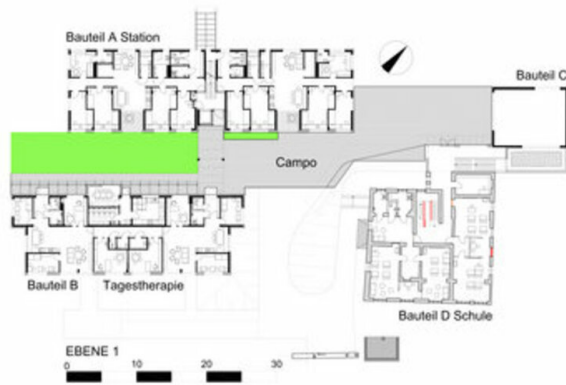 Bauteil A Station
Bauteil C
Campo
Bauteil B
Tagestherapie
Bauteil D Schule
EBENE 1
0 10 20 30